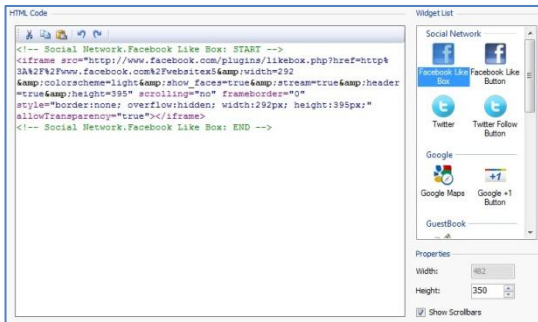 HTML Code
<!-- Social Network.Facebook Like Box: START -->
<iframe src="http://www.facebook.com/plugins/likebox.php?href=http%
3A%2F%2Fwww.facebook.com%2Fwebsitex5&amp;width=292
&amp;colorscheme=light&amp;show_faces=true&amp;stream=true&amp;header
=true&amp;height=395" scrolling="no" frameborder="0"
style="border:none; overflow:hidden; width:292px; height:395px;"
allowTransparency="true"></iframe>
<!-- Social Network.Facebook Like Box: END -->
Widget List
Social Network
Facebook Like
Box
Facebook Like
Button
Twitter
Twitter Follow
Button
Google
+1
Google Maps
Google +1
Button
GuestBook
Properties
Width:
482
Height:
350
Show Scrollbars